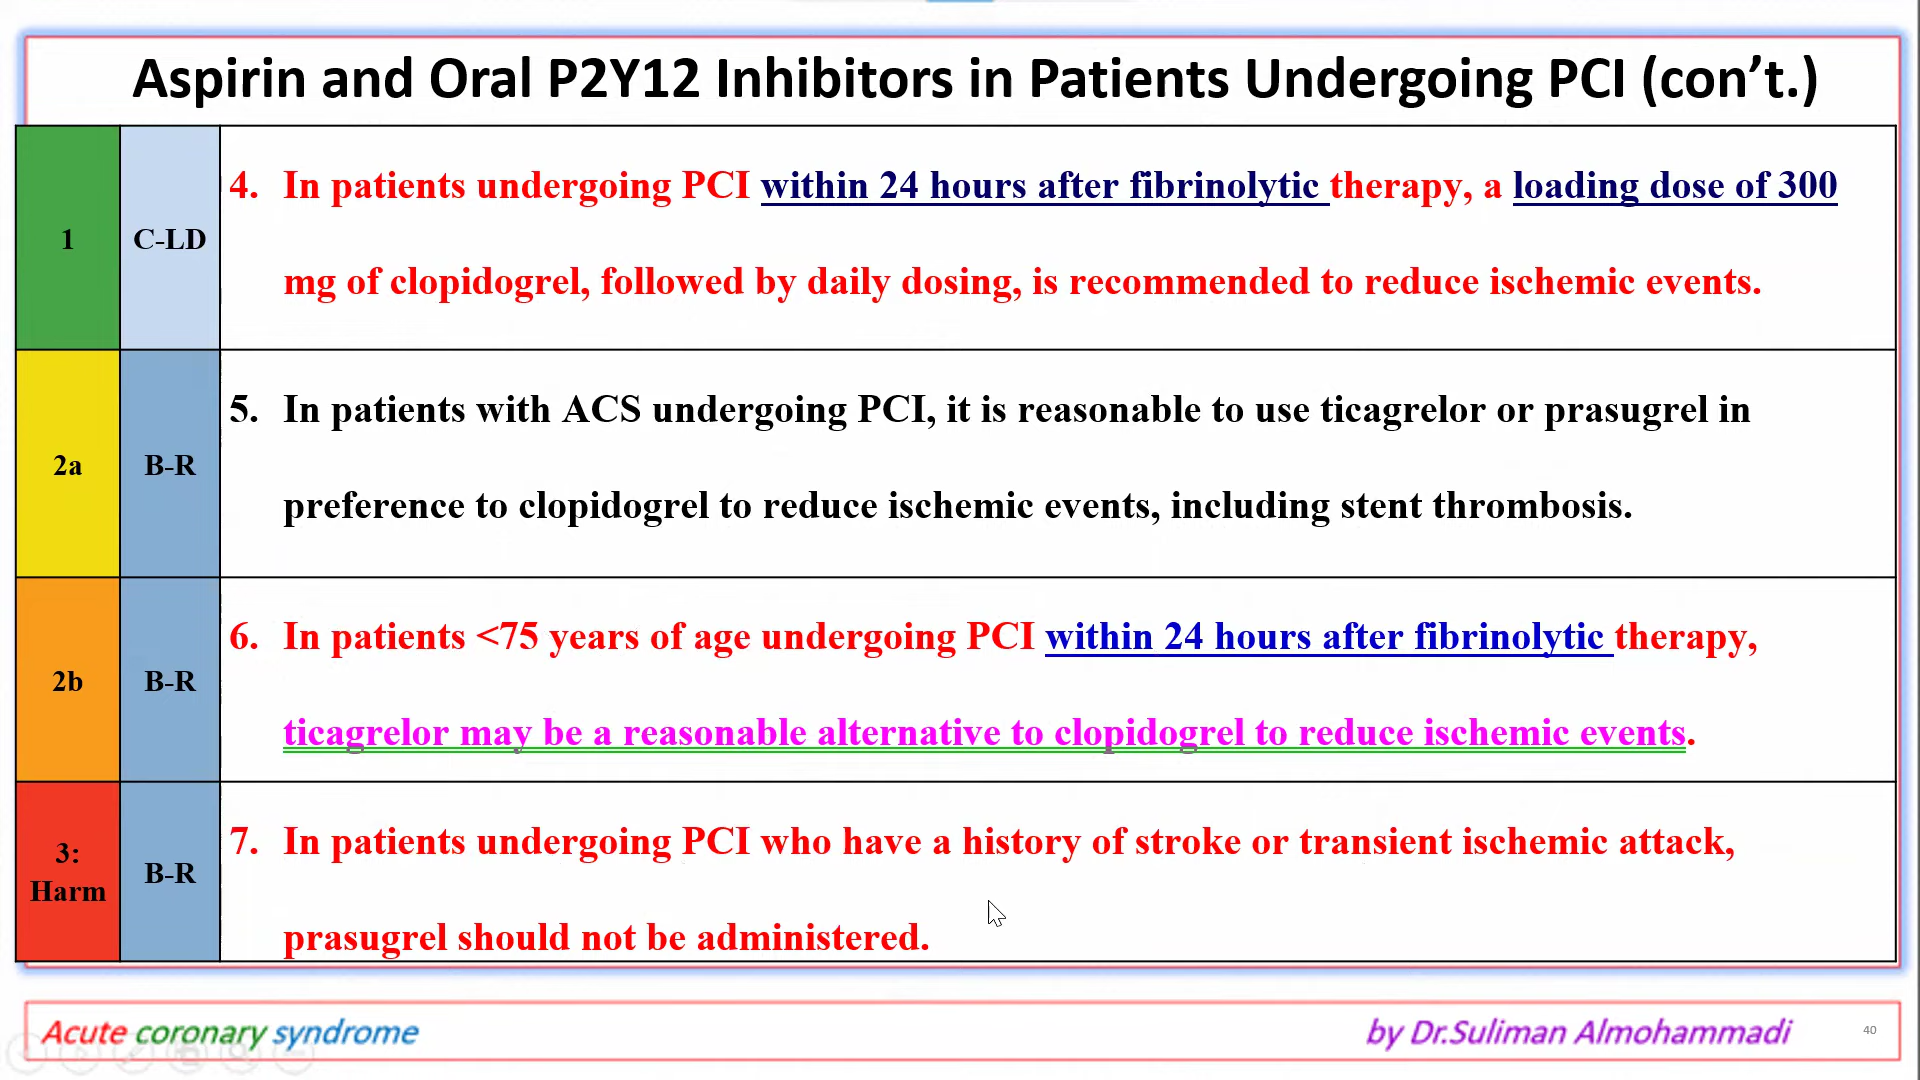 Aspirin and Oral P2Y12 Inhibitors in Patients Undergoing PCI (con’t.)
1
C-LD
4. In patients undergoing PCI within 24 hours after fibrinolytic therapy, a loading dose of 300
mg of clopidogrel, followed by daily dosing, is recommended to reduce ischemic events.
2a
B-R
5. In patients with ACS undergoing PCI, it is reasonable to use ticagrelor or prasugrel in
preference to clopidogrel to reduce ischemic events, including stent thrombosis.
2b
B-R
6. In patients <75 years of age undergoing PCI within 24 hours after fibrinolytic therapy,
ticagrelor may be a reasonable alternative to clopidogrel to reduce ischemic events.
3:
Harm
B-R
7. In patients undergoing PCI who have a history of stroke or transient ischemic attack,
prasugrel should not be administered.
Acute coronary syndrome
by Dr.Suliman Almohammadi
40